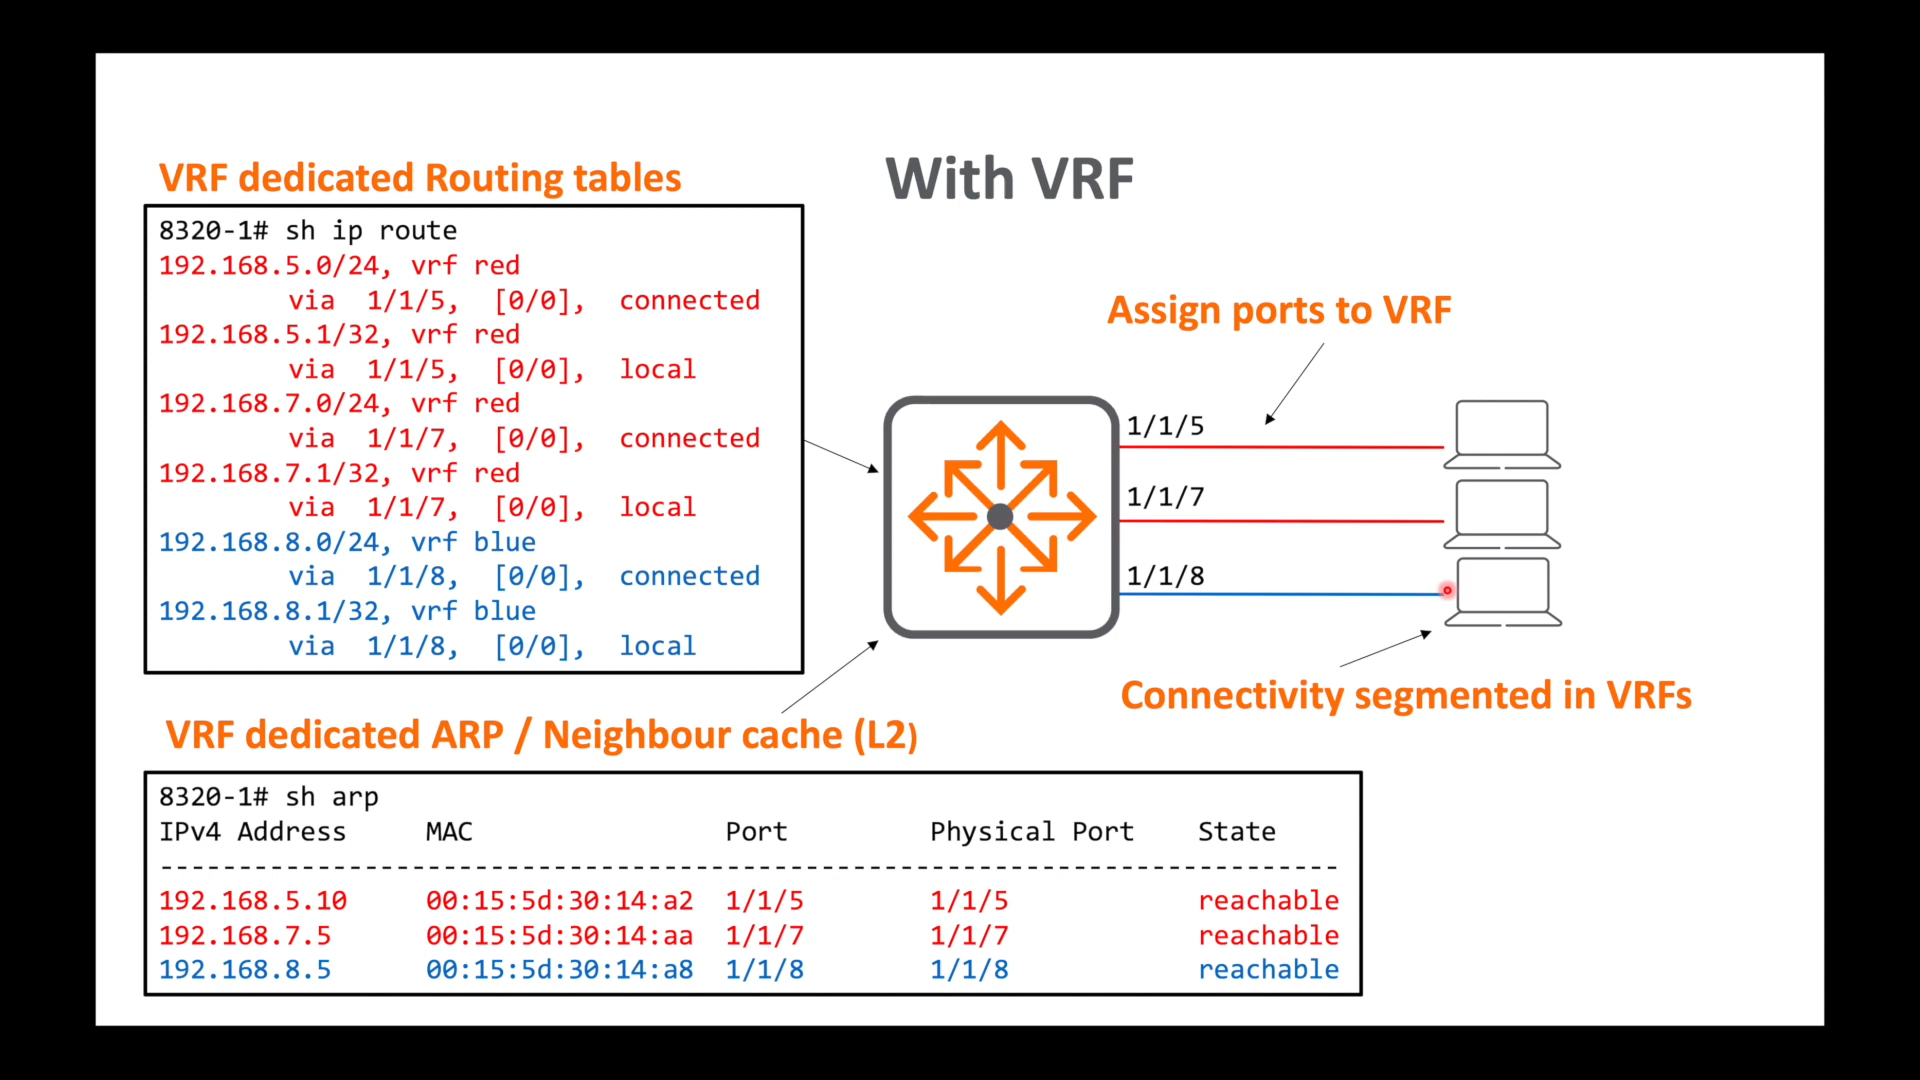 With VRF
VRF dedicated Routing tables
8320-1# sh ip route
192.168.5.0/24, vrf red
via 1/1/5, [0/0], connected
192.168.5.1/32, vrf red
via 1/1/5, [0/0], local
192.168.7.0/24, vrf red
via 1/1/7, [0/0], connected
192.168.7.1/32, vrf red
via 1/1/7, [0/0], local
192.168.8.0/24, vrf blue
via 1/1/8, [0/0], connected
192.168.8.1/32, vrf blue
via 1/1/8, [0/0], local
Assign ports to VRF
1/1/5
1/1/7
1/1/8
Connectivity segmented in VRFs
VRF dedicated ARP / Neighbour cache (L2)
8320-1# sh arp
IPv4 Address MAC Port Physical Port State
---------------------------------------------------------------------------
192.168.5.10 00:15:5d:30:14:a2 1/1/5 1/1/5 reachable
192.168.7.5 00:15:5d:30:14:aa 1/1/7 1/1/7 reachable
192.168.8.5 00:15:5d:30:14:a8 1/1/8 1/1/8 reachable